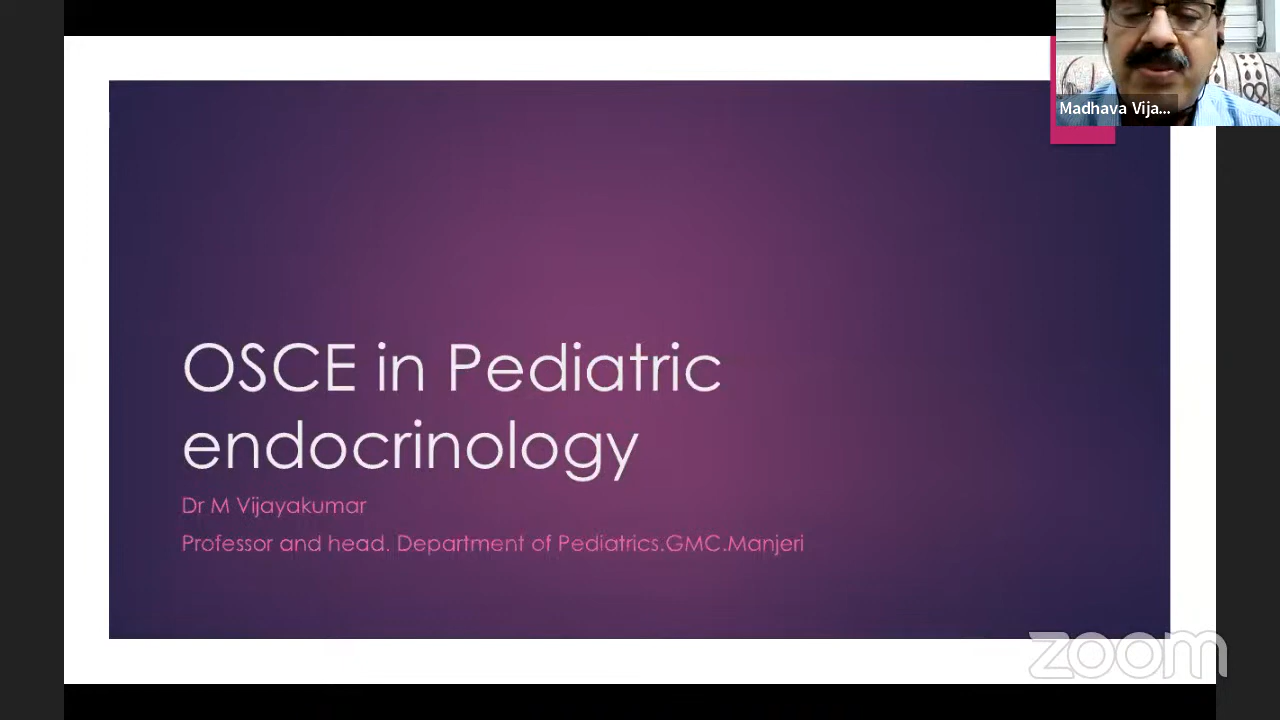 Madhava Vija...
OSCE in Pediatric
endocrinology
Dr M Vijayakumar
Professor and head. Department of Pediatrics.GMC.Manjeri
zoom